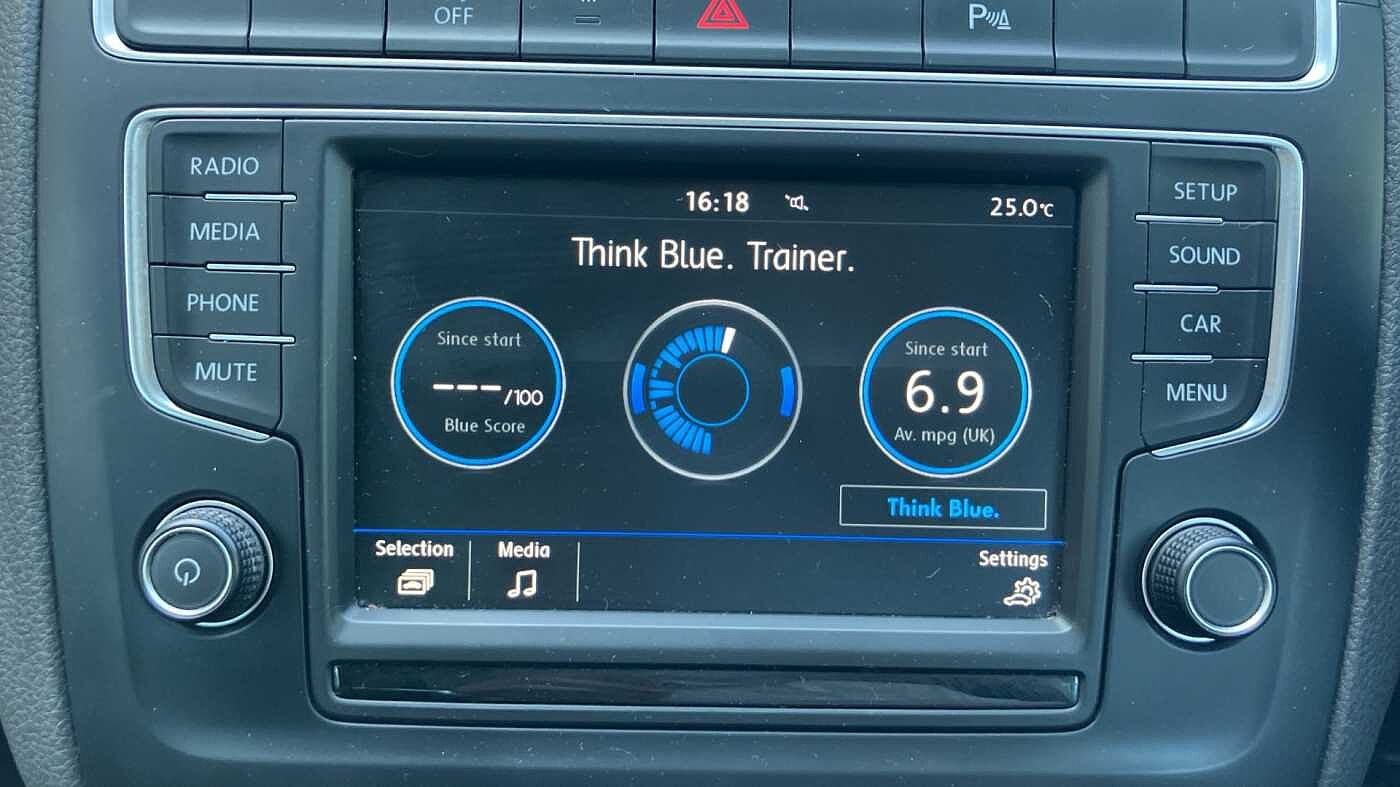 OFF
P
RADIO
MEDIA
PHONE
MUTE
16:18
25.0°C
Think Blue. Trainer.
Since start
---/100
Blue Score
Since start
6.9
Av. mpg (UK)
Think Blue.
Selection
Media
Settings
SETUP
SOUND
CAR
MENU